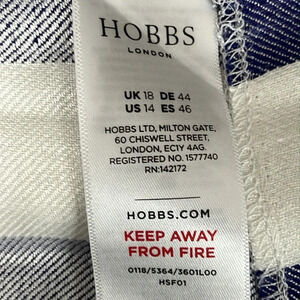 HOBBS
LONDON
UK 18 DE 44
US 14 ES 46
HOBBS LTD, MILTON GATE,
60 CHISWELL STREET,
LONDON, EC1Y 4AG.
REGISTERED NO. 1577740
RN:142172
HOBBS.COM
KEEP AWAY
FROM FIRE
0118/5364/3601L00
HSF01